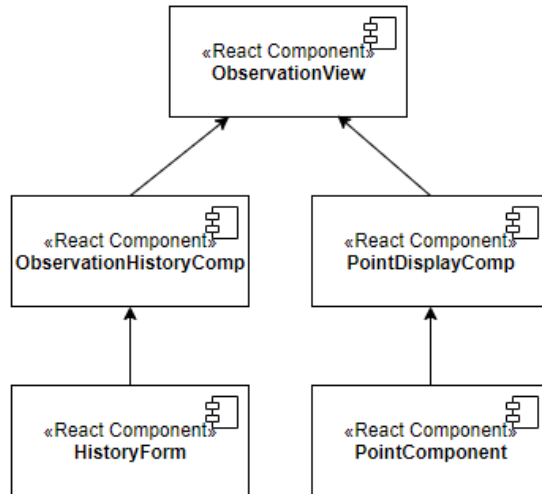 «React Component»
ObservationView
«React Component»
ObservationHistoryComp
«React Component»
PointDisplayComp
«React Component»
HistoryForm
«React Component»
PointComponent